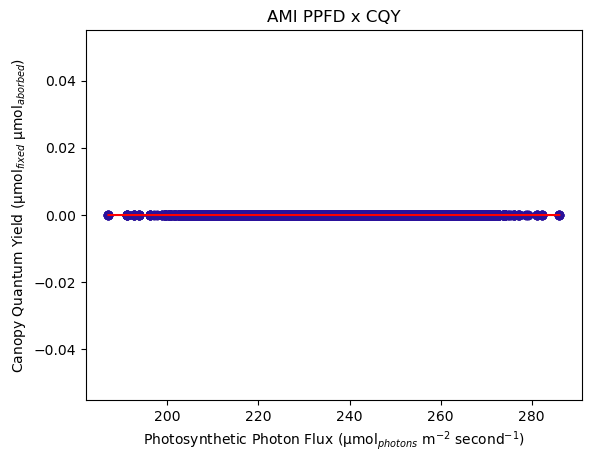 AMI PPFD x CQY
Canopy Quantum Yield (µmol_fixed µmol_aborbed)
0.04
0.02
0.00
−0.02
−0.04
200 220 240 260 280
Photosynthetic Photon Flux (µmol_photons m⁻² second⁻¹)